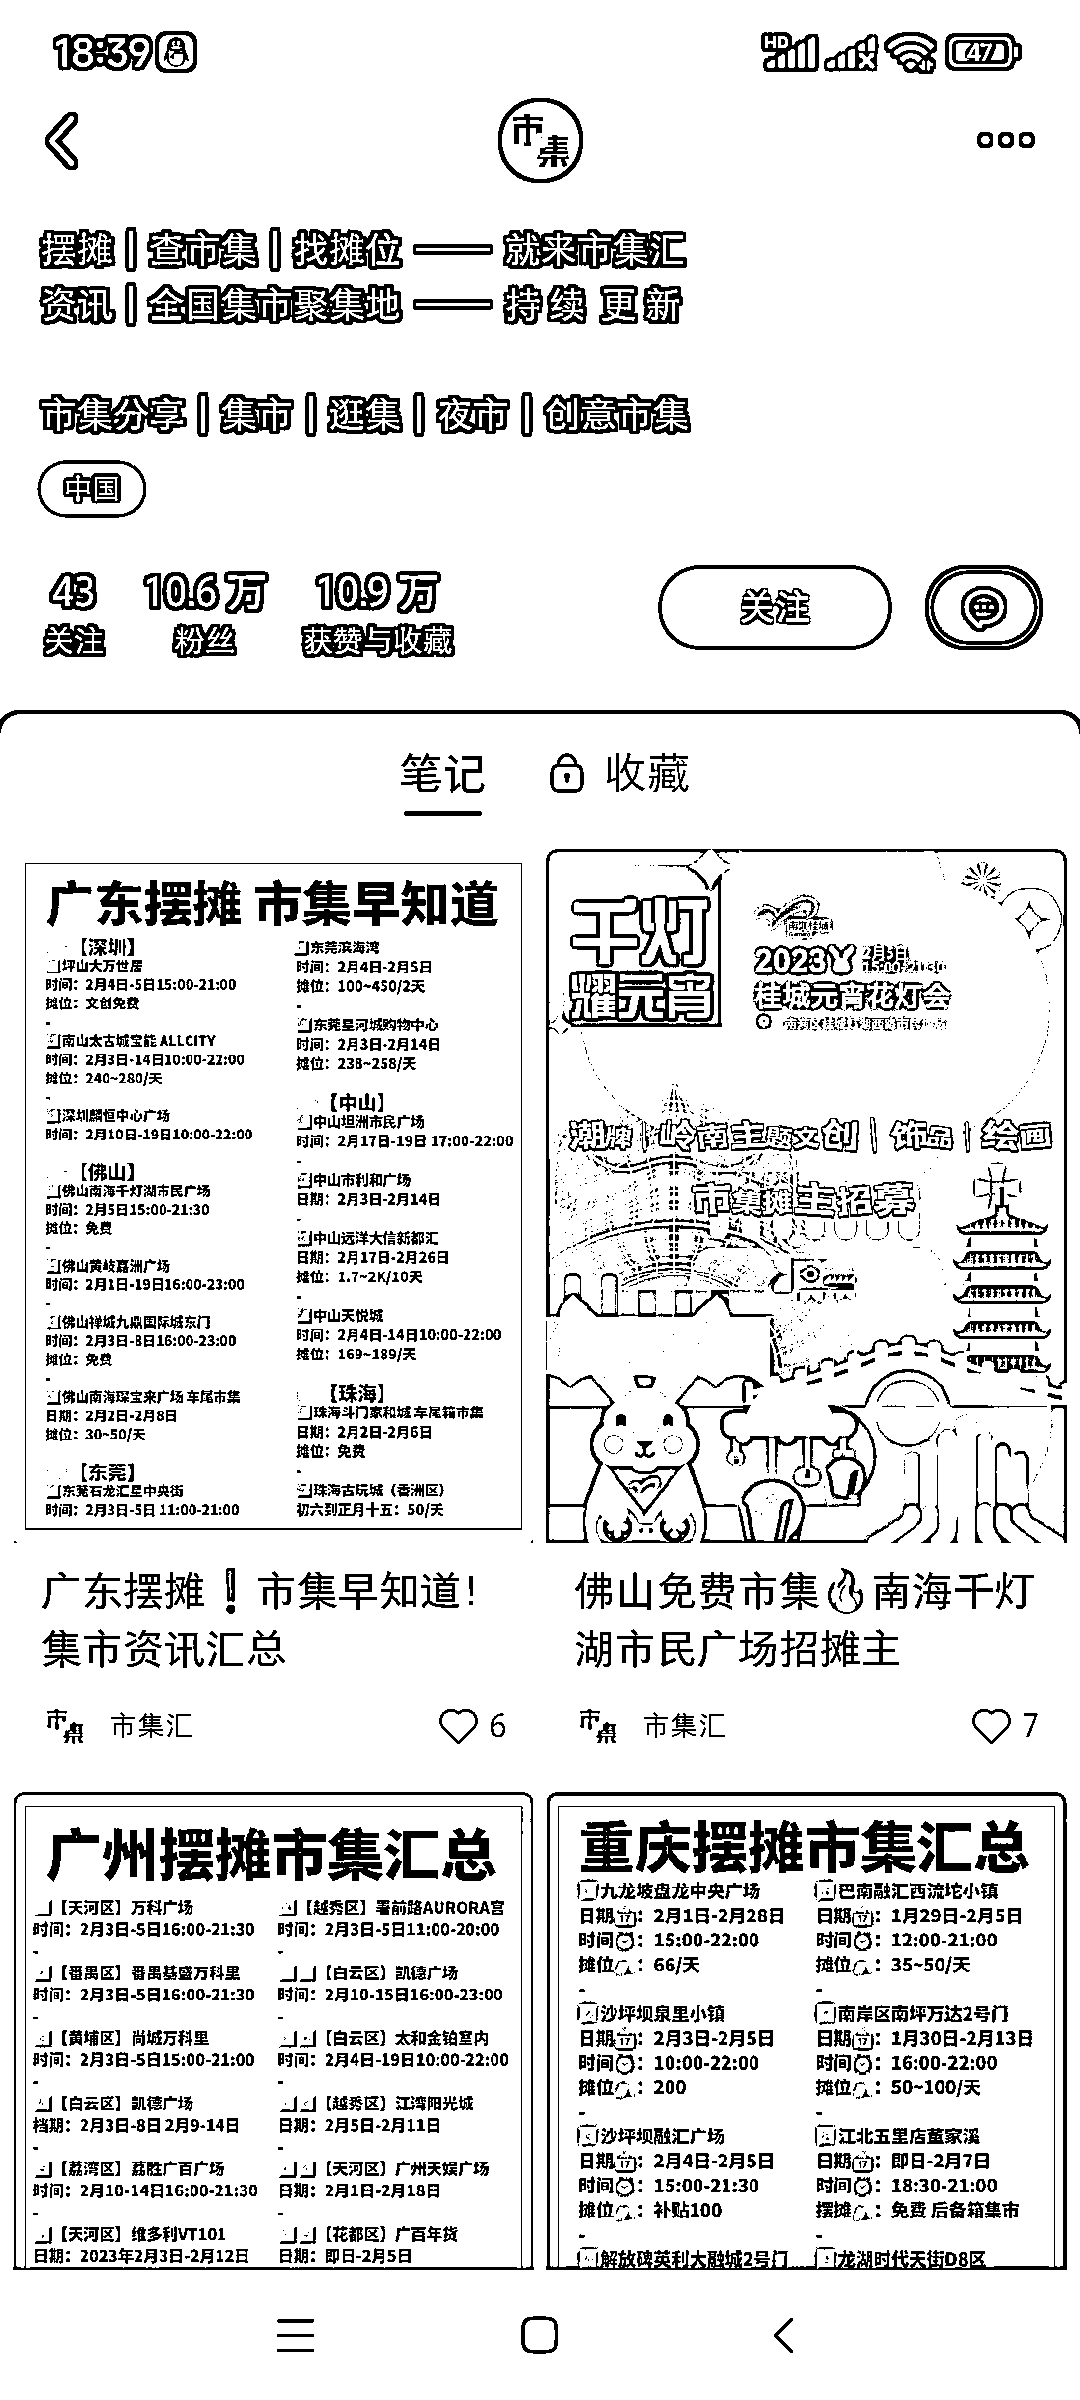 18:39
HD
47
市集
摆摊 | 查市集 | 找摊位 —— 就来市集汇
资讯 | 全国集市聚集地 —— 持 续 更 新
市集分享 | 集市 | 逛集 | 夜市 | 创意市集
中国
43 10.6万 10.9万
关注 粉丝 获赞与收藏
关注
笔记 收藏
广东摆摊 市集早知道
【深圳】
坪山大万世居
时间：2月4日-5日15:00-21:00
摊位：文创免费
-
南山太古城宝能 ALLCITY
时间：2月3日-14日10:00-22:00
摊位：240~280/天
-
深圳麟恒中心广场
时间：2月10日-19日10:00-22:00
【佛山】
佛山南海千灯湖市民广场
时间：2月5日15:00-21:30
摊位：免费
-
佛山黄岐嘉洲广场
时间：2月1日-19日16:00-23:00
-
佛山禅城九鼎国际城东门
时间：2月3日-8日16:00-23:00
摊位：免费
-
佛山南海琛宝来广场 车尾市集
日期：2月2日-2月8日
摊位：30~50/天
【东莞】
东莞石龙汇星中央街
时间：2月3日-5日 11:00-21:00
东莞滨海湾
时间：2月4日-2月5日
摊位：100~450/2天
-
东莞星河城购物中心
时间：2月3日-2月14日
摊位：238~258/天
【中山】
中山坦洲市民广场
时间：2月17日-19日 17:00-22:00
-
中山市利和广场
日期：2月3日-2月14日
-
中山远洋大信新都汇
日期：2月17日-2月26日
摊位：1.7~2K/10天
-
中山天悦城
时间：2月4日-14日10:00-22:00
摊位：169~189/天
【珠海】
珠海斗门家和城 车尾箱市集
日期：2月2日-2月6日
摊位：免费
-
珠海古玩城（香洲区）
初六到正月十五：50/天
千灯
耀元宵
2023 2月5日
15:00-21:30
桂城元宵花灯会
潮牌 | 岭南主题文创 | 饰品 | 绘画
市集摊主招募
广东摆摊❗市集早知道！
集市资讯汇总
市集 市集汇 6
佛山免费市集🔥南海千灯
湖市民广场招摊主
市集 市集汇 7
广州摆摊市集汇总
【天河区】万科广场
时间：2月3日-5日16:00-21:30
-
【番禺区】番禺基盛万科里
时间：2月3日-5日16:00-21:30
-
【黄埔区】尚城万科里
时间：2月3日-5日15:00-21:00
-
【白云区】凯德广场
档期：2月3日-8日 2月9-14日
-
【荔湾区】荔胜广百广场
时间：2月10-14日16:00-21:30
-
【天河区】维多利VT101
日期：2023年2月3日-2月12日
【越秀区】署前路AURORA宫
时间：2月3日-5日11:00-20:00
-
【白云区】凯德广场
时间：2月10-15日16:00-23:00
-
【白云区】太和金铂室内
时间：2月4日-19日10:00-22:00
-
【越秀区】江湾阳光城
日期：2月5日-2月11日
-
【天河区】广州天娱广场
日期：2月1日-2月18日
-
【花都区】广百年货
日期：即日-2月5日
重庆摆摊市集汇总
九龙坡盘龙中央广场
日期：2月1日-2月28日
时间：15:00-22:00
摊位：66/天
-
沙坪坝泉里小镇
日期：2月3日-2月5日
时间：10:00-22:00
摊位：200
-
沙坪坝融汇广场
日期：2月4日-2月5日
时间：15:00-21:30
摊位：补贴100
-
解放碑英利大融城2号门
巴南融汇西流坨小镇
日期：1月29日-2月5日
时间：12:00-21:00
摊位：35~50/天
-
南岸区南坪万达2号门
日期：1月30日-2月13日
时间：16:00-22:00
摊位：50~100/天
-
江北五里店董家溪
日期：即日-2月7日
时间：18:30-21:00
摆摊：免费 后备箱集市
-
龙湖时代天街D8区